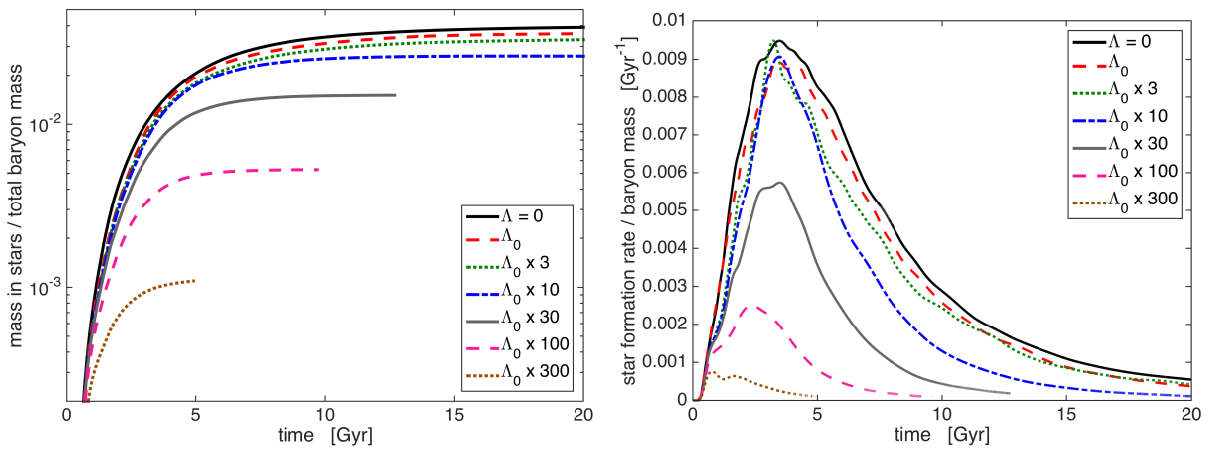 mass in stars / total baryon mass
10⁻²
10⁻³
0 5 10 15 20
time [Gyr]
Λ = 0
Λ₀
Λ₀ x 3
Λ₀ x 10
Λ₀ x 30
Λ₀ x 100
Λ₀ x 300
star formation rate / baryon mass [Gyr⁻¹]
0.01
0.009
0.008
0.007
0.006
0.005
0.004
0.003
0.002
0.001
0
0 5 10 15 20
time [Gyr]
Λ = 0
Λ₀
Λ₀ x 3
Λ₀ x 10
Λ₀ x 30
Λ₀ x 100
Λ₀ x 300